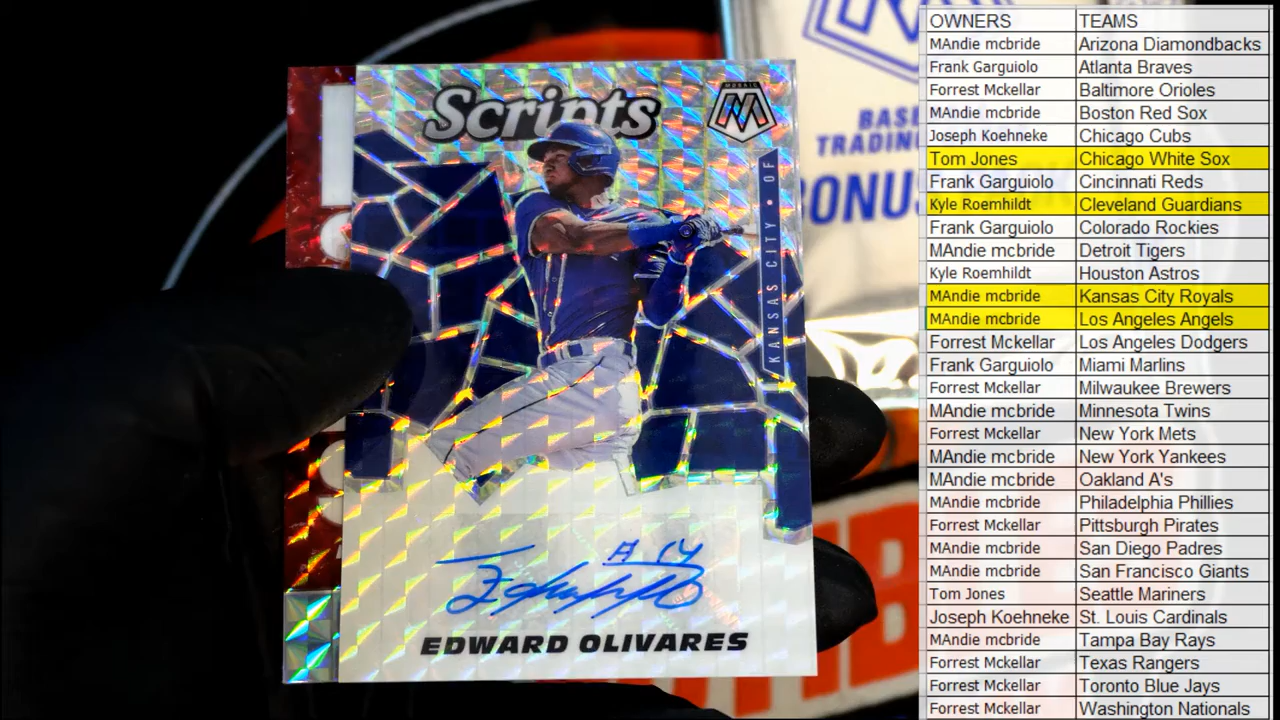 Scripts
MOSAIC
M
KANSAS CITY • OF
# 14
EDWARD OLIVARES
BAS
TRADIN
ONUS
OWNERS TEAMS
MAndie mcbride Arizona Diamondbacks
Frank Garguiolo Atlanta Braves
Forrest Mckellar Baltimore Orioles
MAndie mcbride Boston Red Sox
Joseph Koehneke Chicago Cubs
Tom Jones Chicago White Sox
Frank Garguiolo Cincinnati Reds
Kyle Roemhildt Cleveland Guardians
Frank Garguiolo Colorado Rockies
MAndie mcbride Detroit Tigers
Kyle Roemhildt Houston Astros
MAndie mcbride Kansas City Royals
MAndie mcbride Los Angeles Angels
Forrest Mckellar Los Angeles Dodgers
Frank Garguiolo Miami Marlins
Forrest Mckellar Milwaukee Brewers
MAndie mcbride Minnesota Twins
Forrest Mckellar New York Mets
MAndie mcbride New York Yankees
MAndie mcbride Oakland A's
MAndie mcbride Philadelphia Phillies
Forrest Mckellar Pittsburgh Pirates
MAndie mcbride San Diego Padres
MAndie mcbride San Francisco Giants
Tom Jones Seattle Mariners
Joseph Koehneke St. Louis Cardinals
MAndie mcbride Tampa Bay Rays
Forrest Mckellar Texas Rangers
Forrest Mckellar Toronto Blue Jays
Forrest Mckellar Washington Nationals